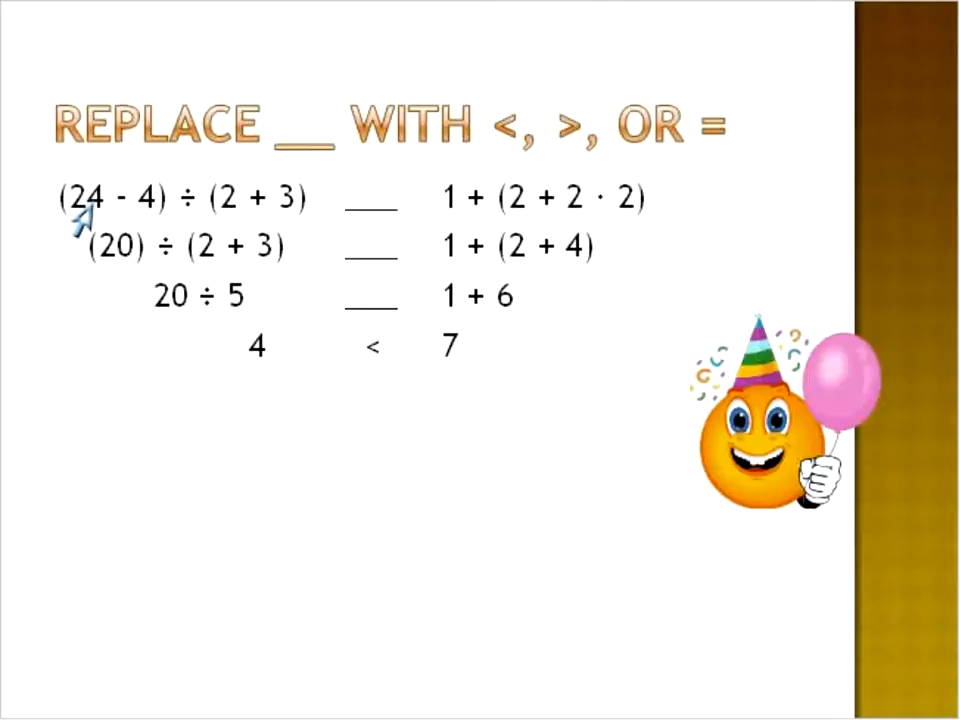 REPLACE __ WITH <, >, OR =
(24 - 4) ÷ (2 + 3) ___ 1 + (2 + 2 · 2)
(20) ÷ (2 + 3) ___ 1 + (2 + 4)
20 ÷ 5 ___ 1 + 6
4 < 7